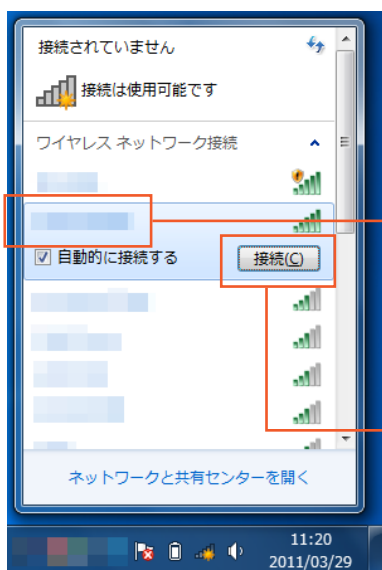 接続されていません
接続は使用可能です
ワイヤレス ネットワーク接続
自動的に接続する
接続(C)
ネットワークと共有センターを開く
11:20
2011/03/29